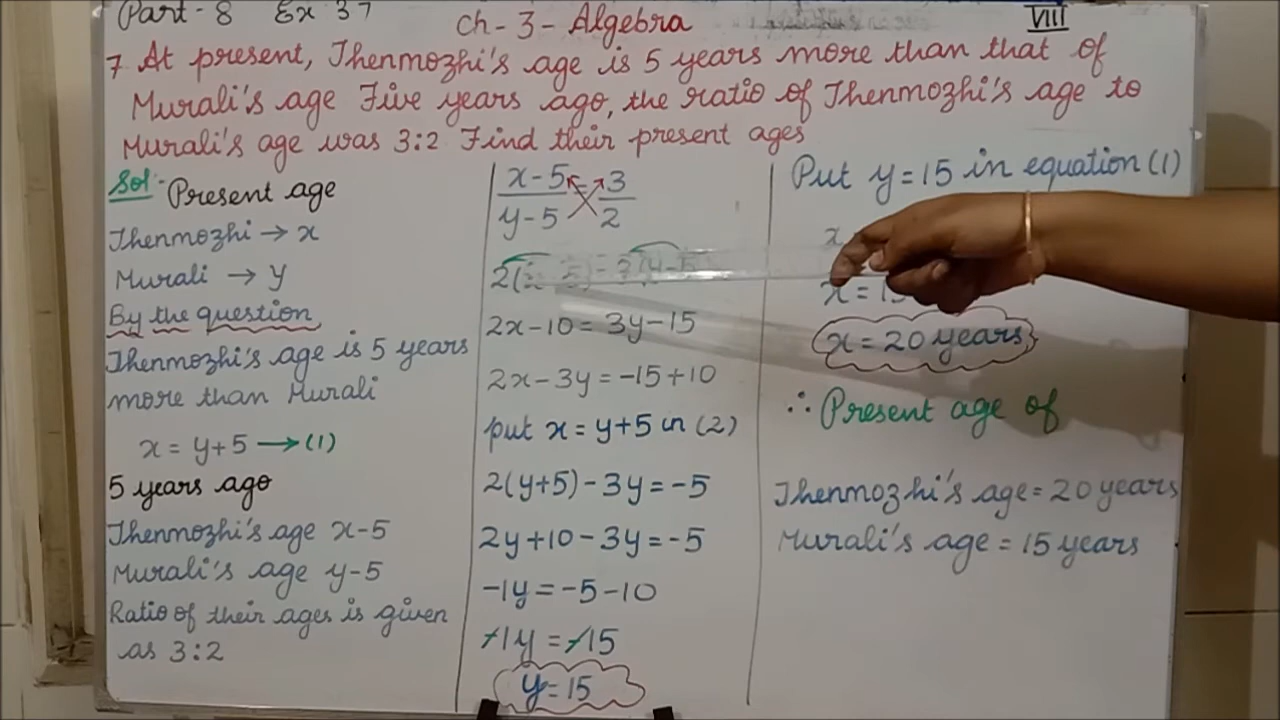 Part-8 Ex 37
Ch-3-Algebra
VIII
7 At present, Thenmozhi's age is 5 years more than that of
Murali's age Five years ago, the ratio of Thenmozhi's age to
Murali's age was 3:2 Find their present ages
Sol:- Present age
Thenmozhi → x
Murali → y
By the question
Thenmozhi's age is 5 years
more than Murali
x = y+5 → (1)
5 years ago
Thenmozhi's age x-5
Murali's age y-5
Ratio of their ages is given
as 3:2
x-5 = 3
y-5 2
2(x-5) = 3(y-5)
2x-10 = 3y-15
2x-3y = -15+10
put x = y+5 in (2)
2(y+5)-3y = -5
2y+10-3y = -5
-1y = -5-10
-1y = -15
y = 15
Put y = 15 in equation (1)
x
x = 15
x = 20 years
∴ Present age of
Thenmozhi's age = 20 years
Murali's age = 15 years